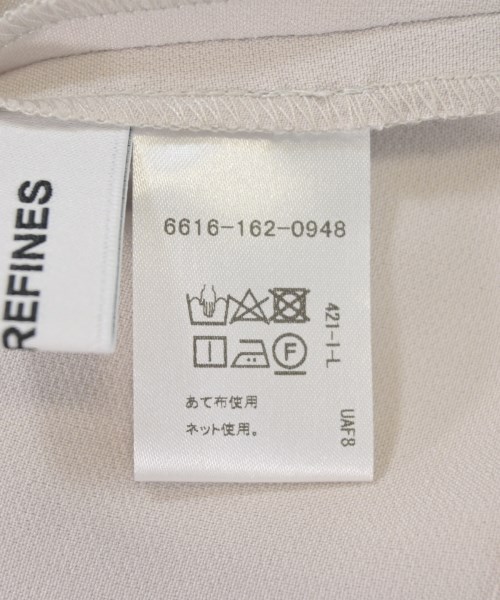 REFINES
6616-162-0948
F
あて布使用
ネット使用。
421-1-L
UAF8